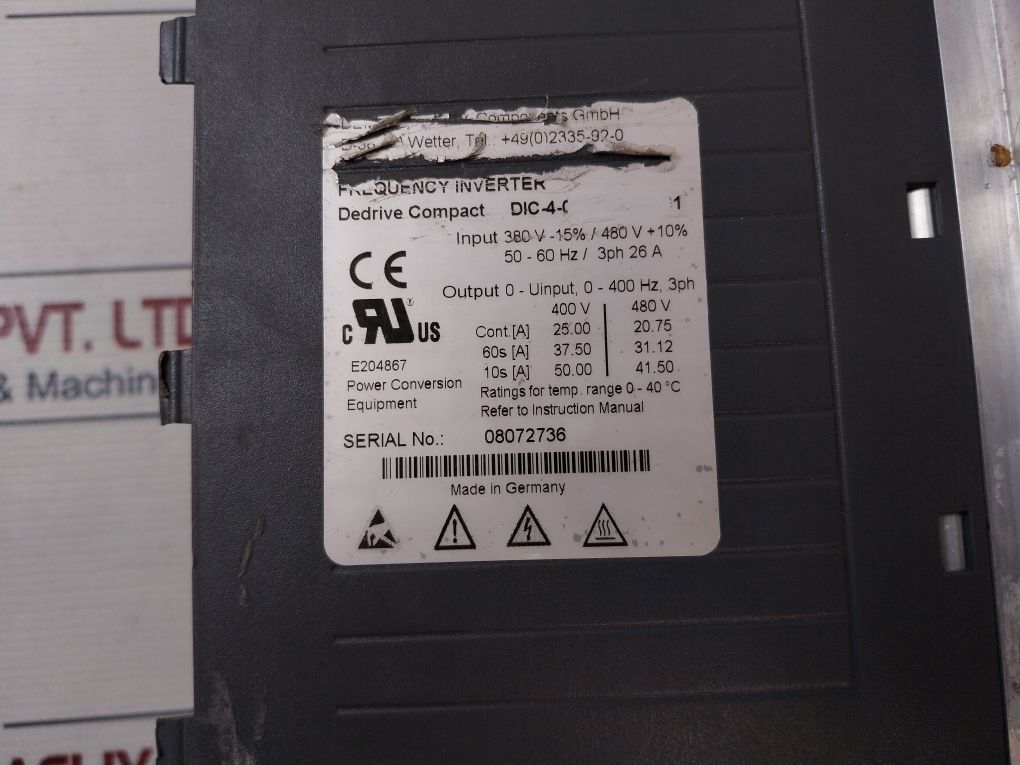 Components GmbH
Wetter, Tel.: +49(0)2335-92-0
FREQUENCY INVERTER
Dedrive Compact DIC-4- 1
Input 380 V -15% / 480 V +10%
50 - 60 Hz / 3ph 26 A
CE
Output 0 - Uinput, 0 - 400 Hz, 3ph
400 V 480 V
Cont.[A] 25.00 20.75
60s [A] 37.50 31.12
10s [A] 50.00 41.50
C RU US
E204867
Power Conversion
Equipment
Ratings for temp. range 0 - 40 °C
Refer to Instruction Manual
SERIAL No.: 08072736
Made in Germany
PVT. LTD
& Machin